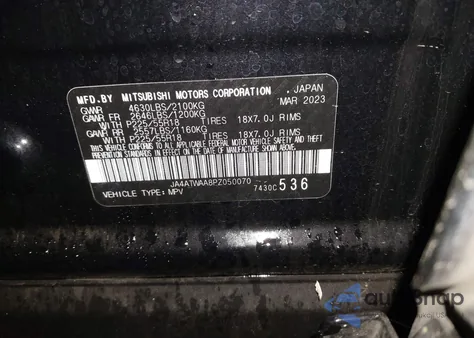 MFD.BY MITSUBISHI MOTORS CORPORATION JAPAN
GVWR 4630LBS/2100KG MAR 2023
GAWR FR 2646LBS/1200KG
WITH P225/55R18 TIRES 18X7.0J RIMS
GAWR RR 2557LBS/1160KG
WITH P225/55R18 TIRES 18X7.0J RIMS
THIS VEHICLE CONFORMS TO ALL APPLICABLE
FEDERAL MOTOR VEHICLE SAFETY AND THEFT
PREVENTION STANDARDS IN EFFECT ON THE DATE
OF MANUFACTURE SHOWN ABOVE.
JA4ATWAA8PZ050070
VEHICLE TYPE: MPV 7430C 536